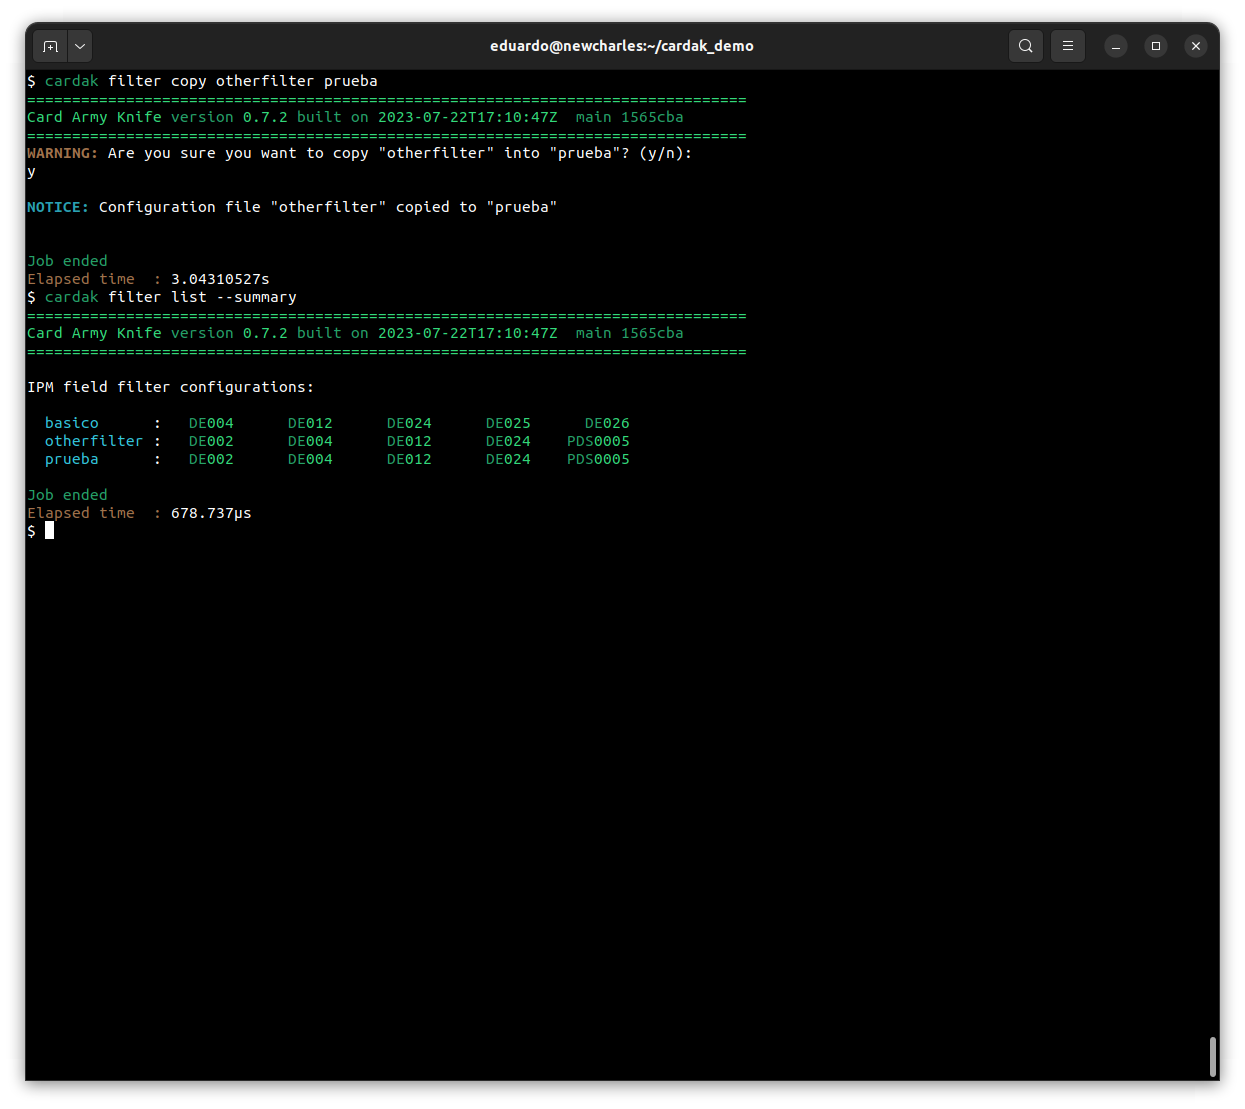 eduardo@newcharles:~/cardak_demo
$ cardak filter copy otherfilter prueba
================================================================================
Card Army Knife version 0.7.2 built on 2023-07-22T17:10:47Z  main 1565cba
================================================================================
WARNING: Are you sure you want to copy "otherfilter" into "prueba"? (y/n):
y
NOTICE: Configuration file "otherfilter" copied to "prueba"
Job ended
Elapsed time  : 3.04310527s
$ cardak filter list --summary
================================================================================
Card Army Knife version 0.7.2 built on 2023-07-22T17:10:47Z  main 1565cba
================================================================================
IPM field filter configurations:
  basico      :   DE004      DE012      DE024      DE025      DE026
  otherfilter :   DE002      DE004      DE012      DE024    PDS0005
  prueba      :   DE002      DE004      DE012      DE024    PDS0005
Job ended
Elapsed time  : 678.737µs
$